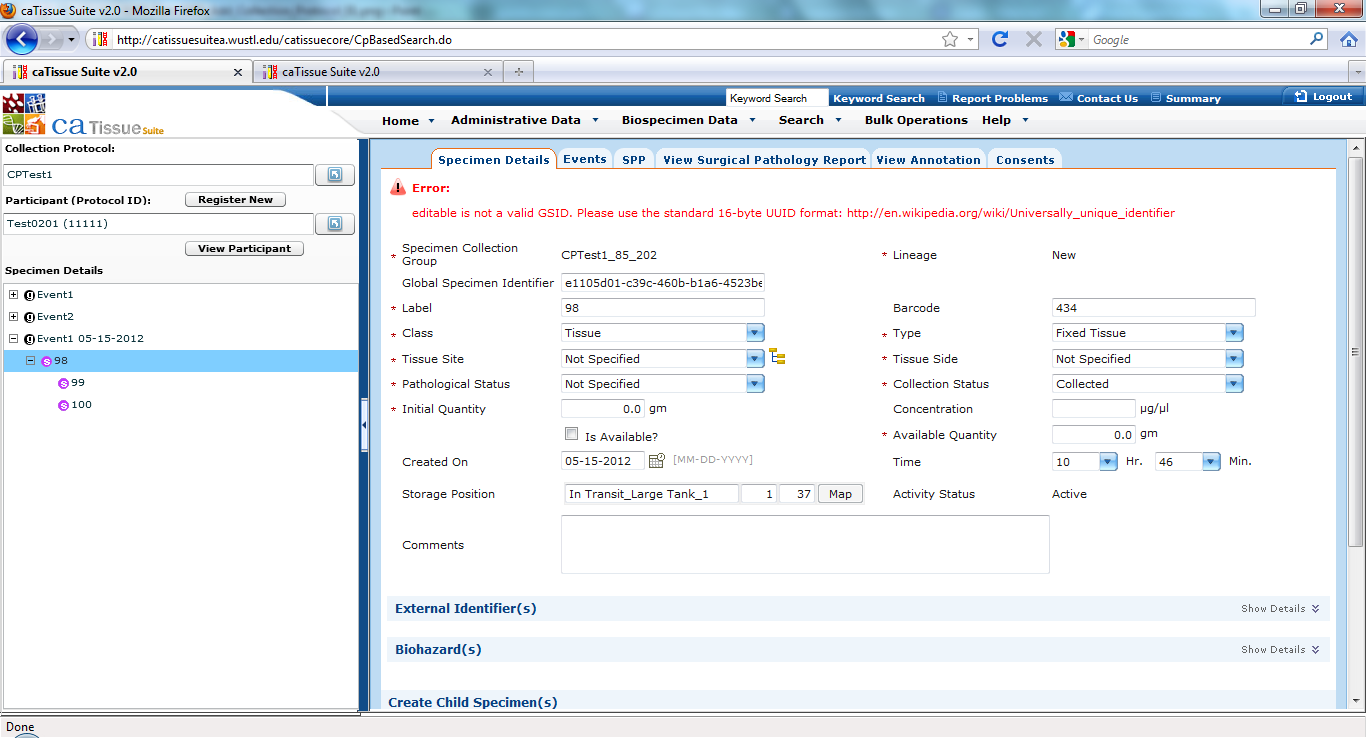 caTissue Suite v2.0 - Mozilla Firefox
http://catissuesuitea.wustl.edu/catissuecore/CpBasedSearch.do
Google
caTissue Suite v2.0
caTissue Suite v2.0
Keyword Search
Keyword Search
Report Problems
Contact Us
Summary
Logout
ca Tissue Suite
Home
Administrative Data
Biospecimen Data
Search
Bulk Operations
Help
Collection Protocol:
CPTest1
Participant (Protocol ID):
Register New
Test0201 (11111)
View Participant
Specimen Details
g Event1
g Event2
g Event1 05-15-2012
s 98
s 99
s 100
Specimen Details
Events
SPP
View Surgical Pathology Report
View Annotation
Consents
Error:
editable is not a valid GSID. Please use the standard 16-byte UUID format: http://en.wikipedia.org/wiki/Universally_unique_identifier
* Specimen Collection
Group
CPTest1_85_202
* Lineage
New
Global Specimen Identifier
e1105d01-c39c-460b-b1a6-4523be
* Label
98
Barcode
434
* Class
Tissue
* Type
Fixed Tissue
* Tissue Site
Not Specified
* Tissue Side
Not Specified
* Pathological Status
Not Specified
* Collection Status
Collected
* Initial Quantity
0.0 gm
Concentration
µg/µl
Is Available?
* Available Quantity
0.0 gm
Created On
05-15-2012
[MM-DD-YYYY]
Time
10 Hr. 46 Min.
Storage Position
In Transit_Large Tank_1
1
37
Map
Activity Status
Active
Comments
External Identifier(s)
Show Details
Biohazard(s)
Show Details
Create Child Specimen(s)
Done